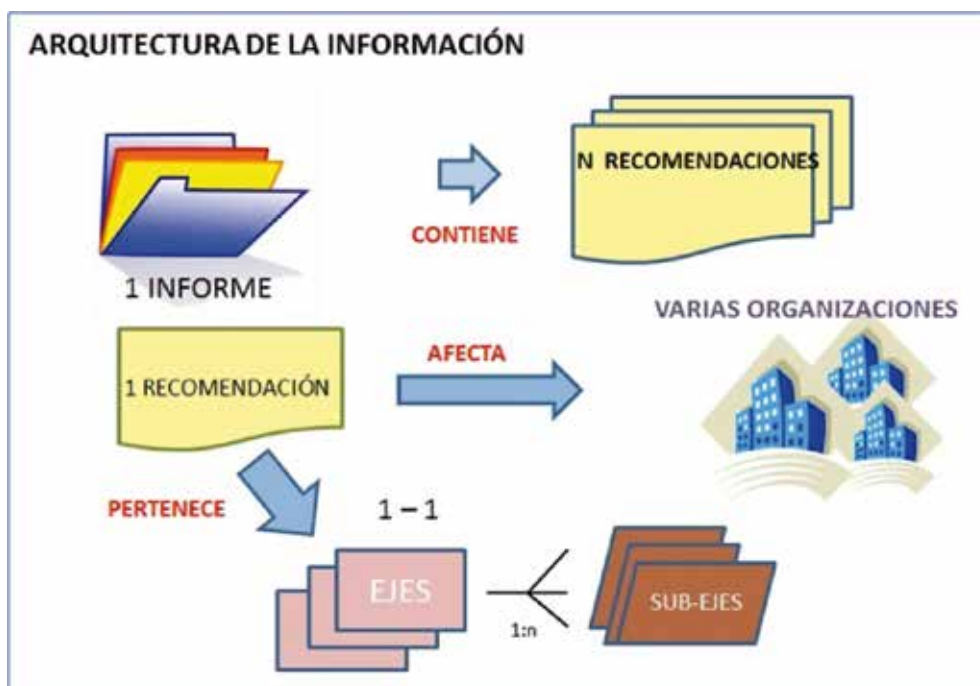 ARQUITECTURA DE LA INFORMACIÓN
N RECOMENDACIONES
CONTIENE
1 INFORME
VARIAS ORGANIZACIONES
AFECTA
1 RECOMENDACIÓN
PERTENECE
1 – 1
EJES
SUB-EJES
1:n